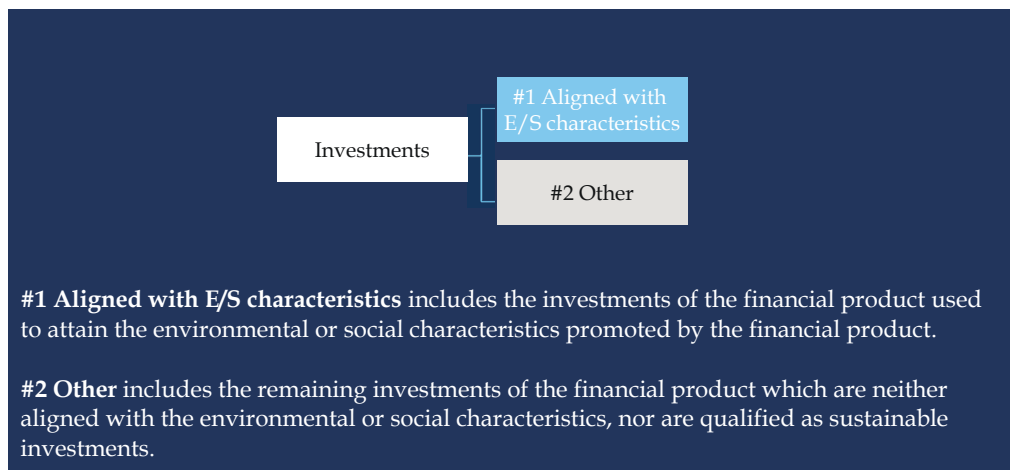 #1 Aligned with
E/S characteristics
Investments
#2 Other
#1 Aligned with E/S characteristics includes the investments of the financial product used
to attain the environmental or social characteristics promoted by the financial product.
#2 Other includes the remaining investments of the financial product which are neither
aligned with the environmental or social characteristics, nor are qualified as sustainable
investments.